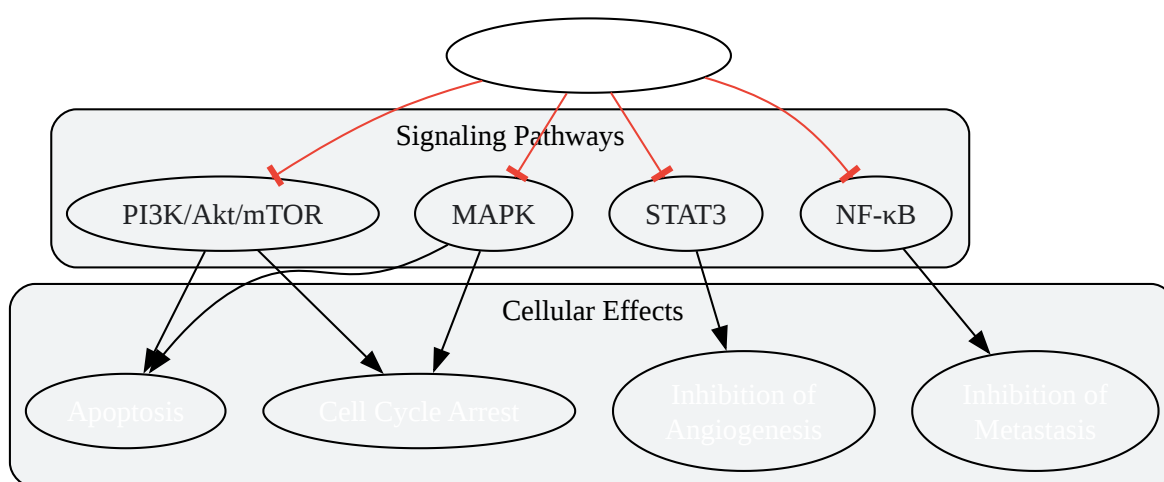 Signaling Pathways
PI3K/Akt/mTOR
MAPK
STAT3
NF-κB
Cellular Effects
Apoptosis
Cell Cycle Arrest
Inhibition of
Angiogenesis
Inhibition of
Metastasis